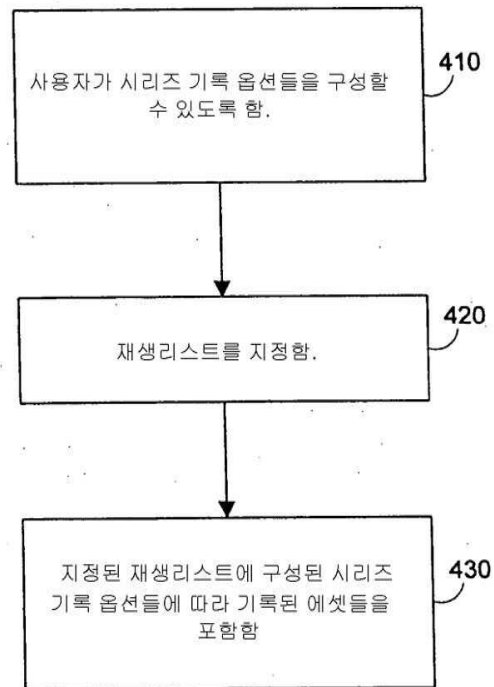 사용자가 시리즈 기록 옵션들을 구성할
수 있도록 함.
410
재생리스트를 지정함.
420
지정된 재생리스트에 구성된 시리즈
기록 옵션들에 따라 기록된 에셋들을
포함함
430